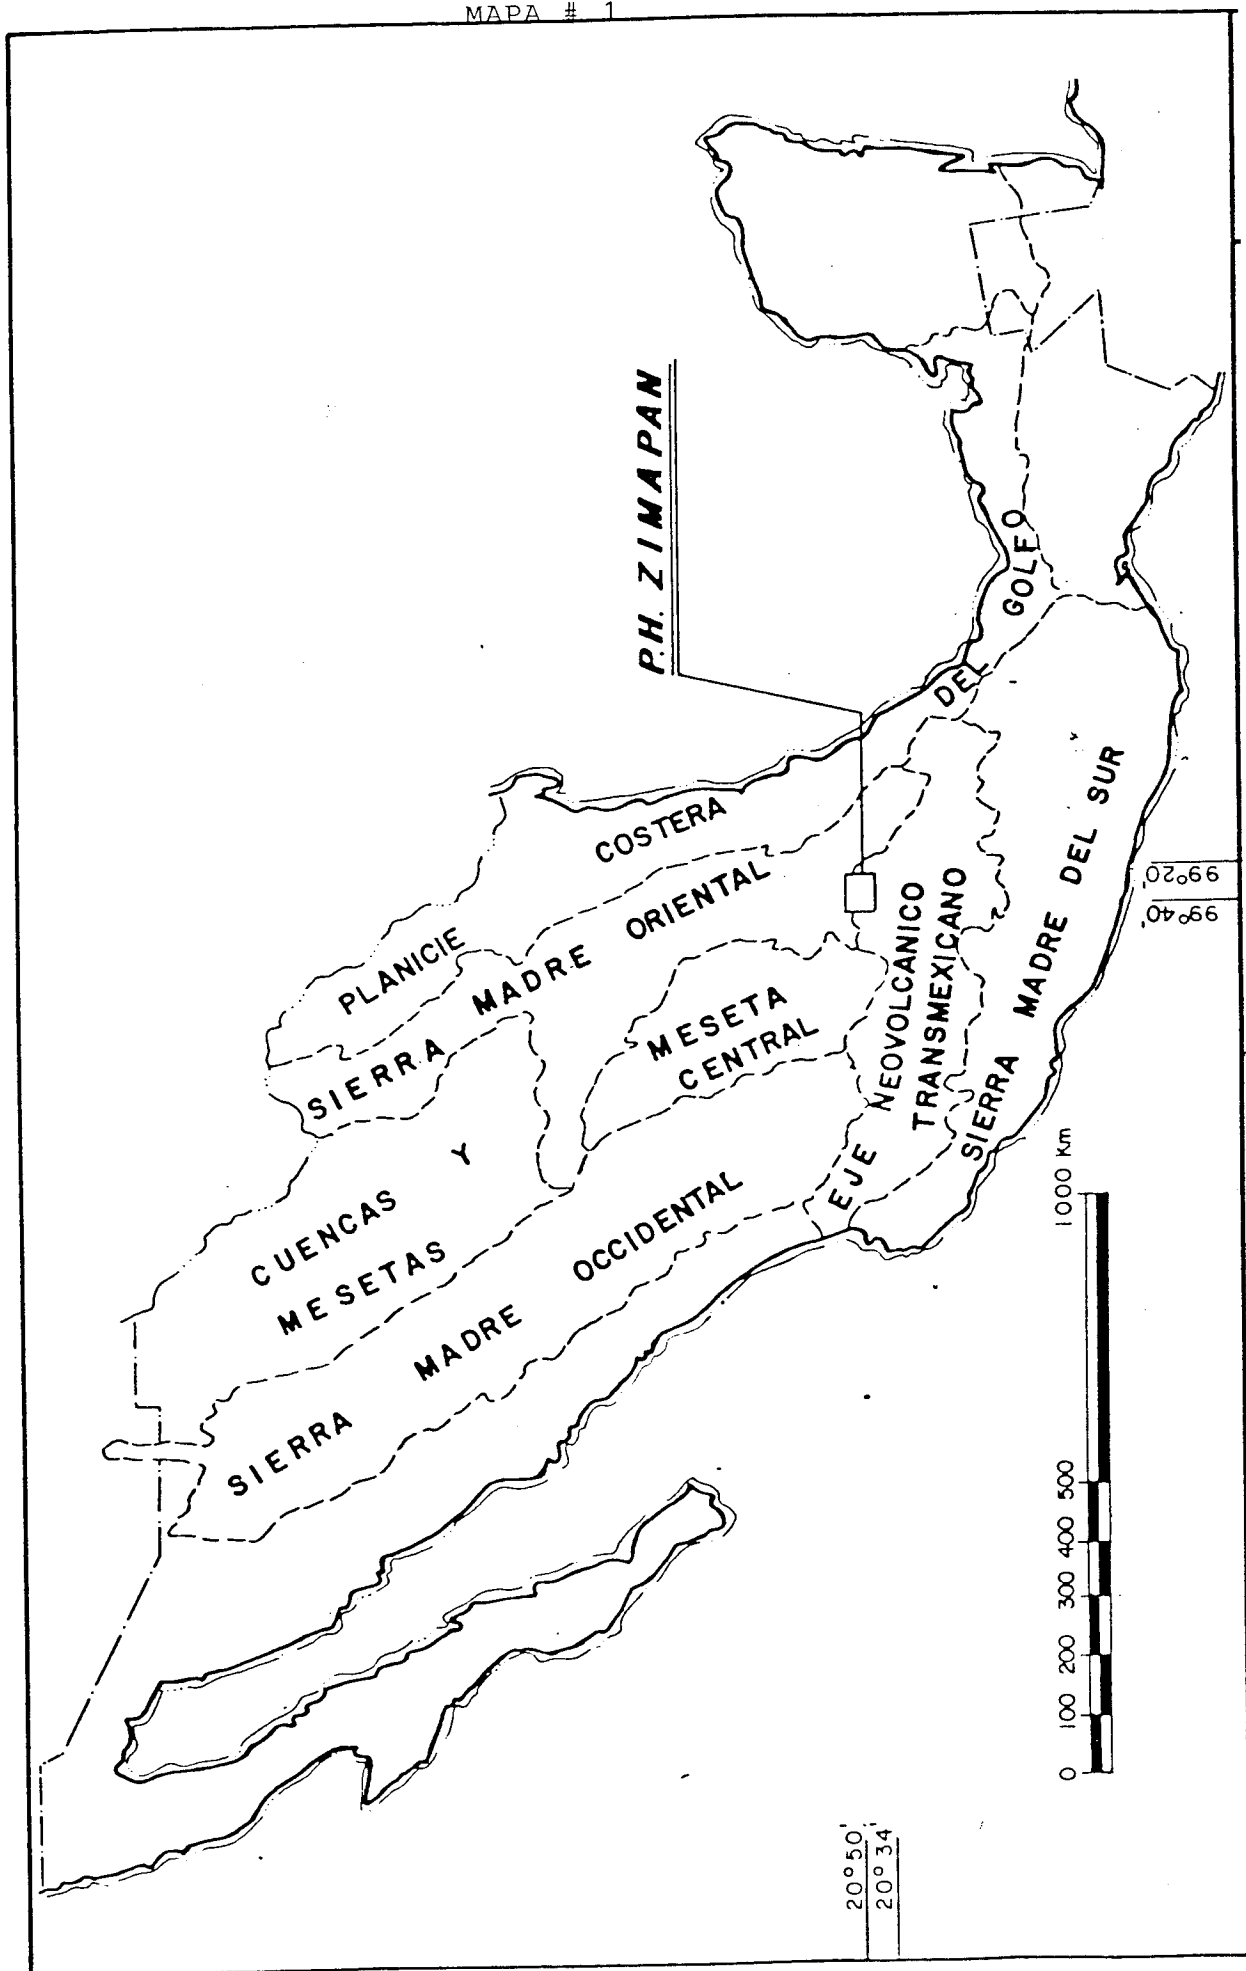 MAPA # 1
P.H. ZIMAPAN
PLANICIE COSTERA DEL GOLFO
SIERRA MADRE ORIENTAL
CUENCAS Y
MESETAS
MESETA
CENTRAL
SIERRA MADRE OCCIDENTAL
EJE NEOVOLCANICO
TRANSMEXICANO
SIERRA MADRE DEL SUR
99°20'
99°40'
0 100 200 300 400 500 1000 Km
20°50'
20°34'